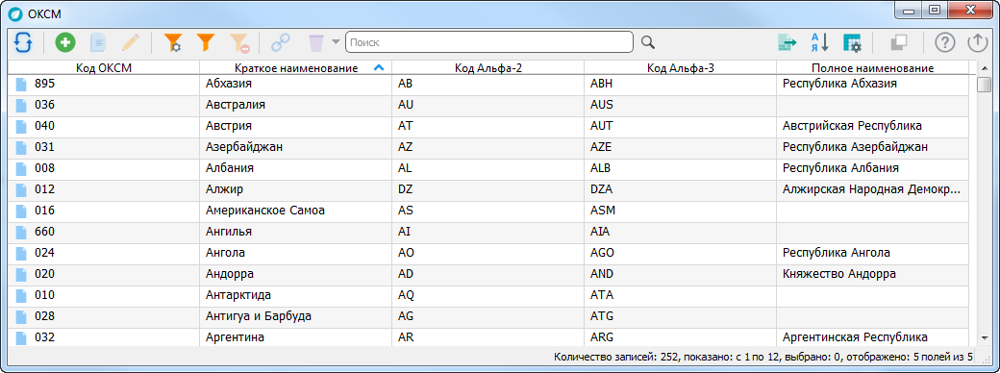 ОКСМ
Поиск
Код ОКСМ Краткое наименование Код Альфа-2 Код Альфа-3 Полное наименование
895 Абхазия AB ABH Республика Абхазия
036 Австралия AU AUS
040 Австрия AT AUT Австрийская Республика
031 Азербайджан AZ AZE Республика Азербайджан
008 Албания AL ALB Республика Албания
012 Алжир DZ DZA Алжирская Народная Демокр...
016 Американское Самоа AS ASM
660 Ангилья AI AIA
024 Ангола AO AGO Республика Ангола
020 Андорра AD AND Княжество Андорра
010 Антарктида AQ ATA
028 Антигуа и Барбуда AG ATG
032 Аргентина AR ARG Аргентинская Республика
Количество записей: 252, показано: с 1 по 12, выбрано: 0, отображено: 5 полей из 5